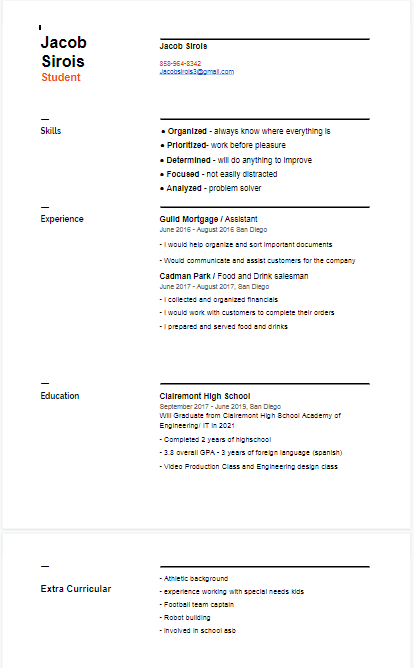 Jacob
Sirois
Student
Jacob Sirois
858-964-8342
Jacobsirois3@gmail.com
Skills
● Organized - always know where everything is
● Prioritized- work before pleasure
● Determined - will do anything to improve
● Focused - not easily distracted
● Analyzed - problem solver
Experience
Guild Mortgage / Assistant
June 2016 - August 2016 San Diego
- I would help organize and sort important documents
- Would communicate and assist customers for the company
Cadman Park / Food and Drink salesman
June 2017 - August 2017, San Diego
- I collected and organized financials
- I would work with customers to complete their orders
- I prepared and served food and drinks
Education
Clairemont High School
September 2017 - June 2019, San Diego
Will Graduate from Clairemont High School Academy of
Engineering/ IT in 2021
- Completed 2 years of highschool
- 3.8 overall GPA - 3 years of foreign language (spanish)
- Video Production Class and Engineering design class
Extra Curricular
- Athletic background
- experience working with special needs kids
- Football team captain
- Robot building
- Involved in school asb